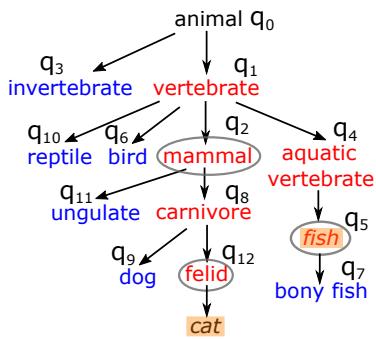 animal q0
q3
invertebrate
q1
vertebrate
q10
reptile
q6
bird
q2
mammal
q4
aquatic
vertebrate
q11
ungulate
q8
carnivore
q5
fish
q9
dog
q12
felid
q7
bony fish
cat